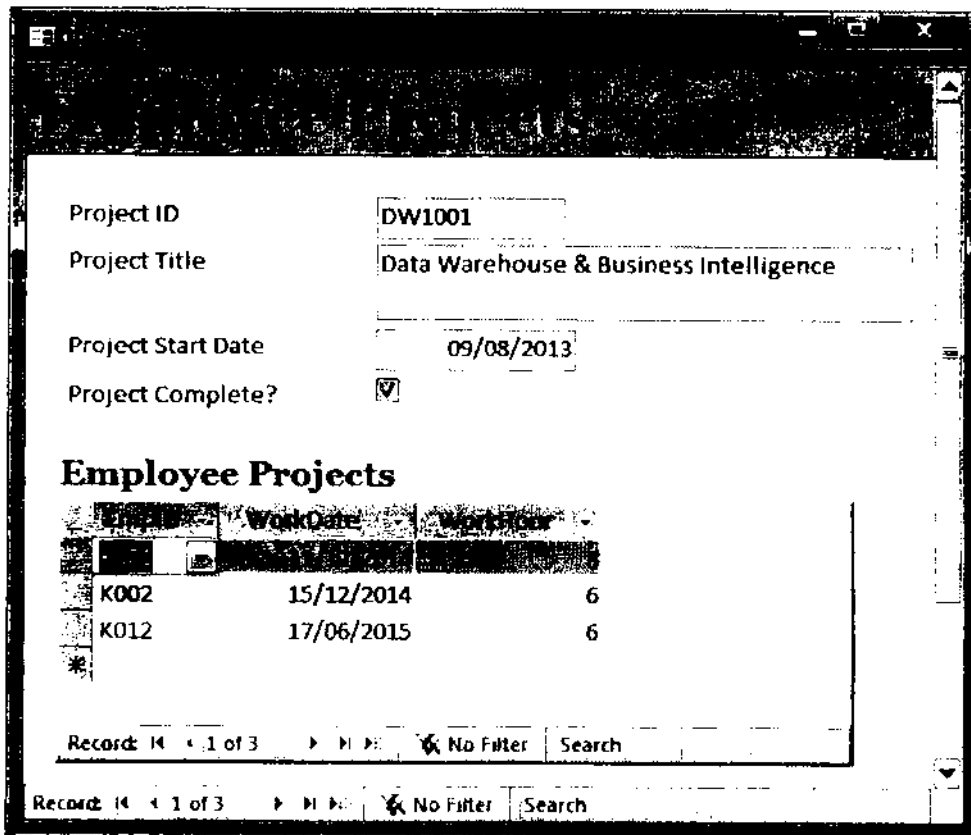 Project ID DW1001
Project Title Data Warehouse & Business Intelligence
Project Start Date 09/08/2013
Project Complete?
Employee Projects
WorkDate WorkHour
K002 15/12/2014 6
K012 17/06/2015 6
Record: 1 of 3 No Filter Search
Record: 1 of 3 No Filter Search